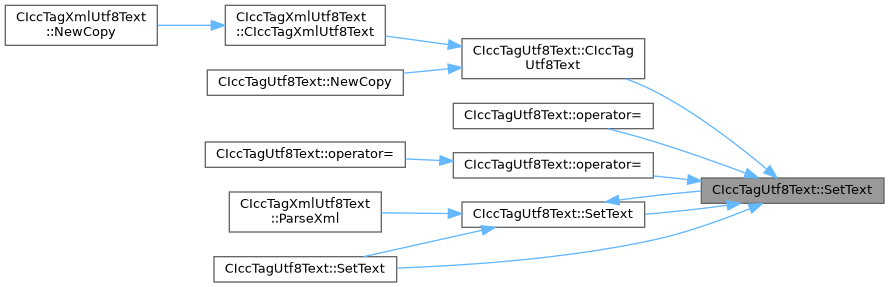 CIccTagXmlUtf8Text
::NewCopy
CIccTagXmlUtf8Text
::CIccTagXmlUtf8Text
CIccTagUtf8Text::CIccTag
Utf8Text
CIccTagUtf8Text::NewCopy
CIccTagUtf8Text::operator=
CIccTagUtf8Text::operator=
CIccTagUtf8Text::operator=
CIccTagUtf8Text::SetText
CIccTagXmlUtf8Text
::ParseXml
CIccTagUtf8Text::SetText
CIccTagUtf8Text::SetText